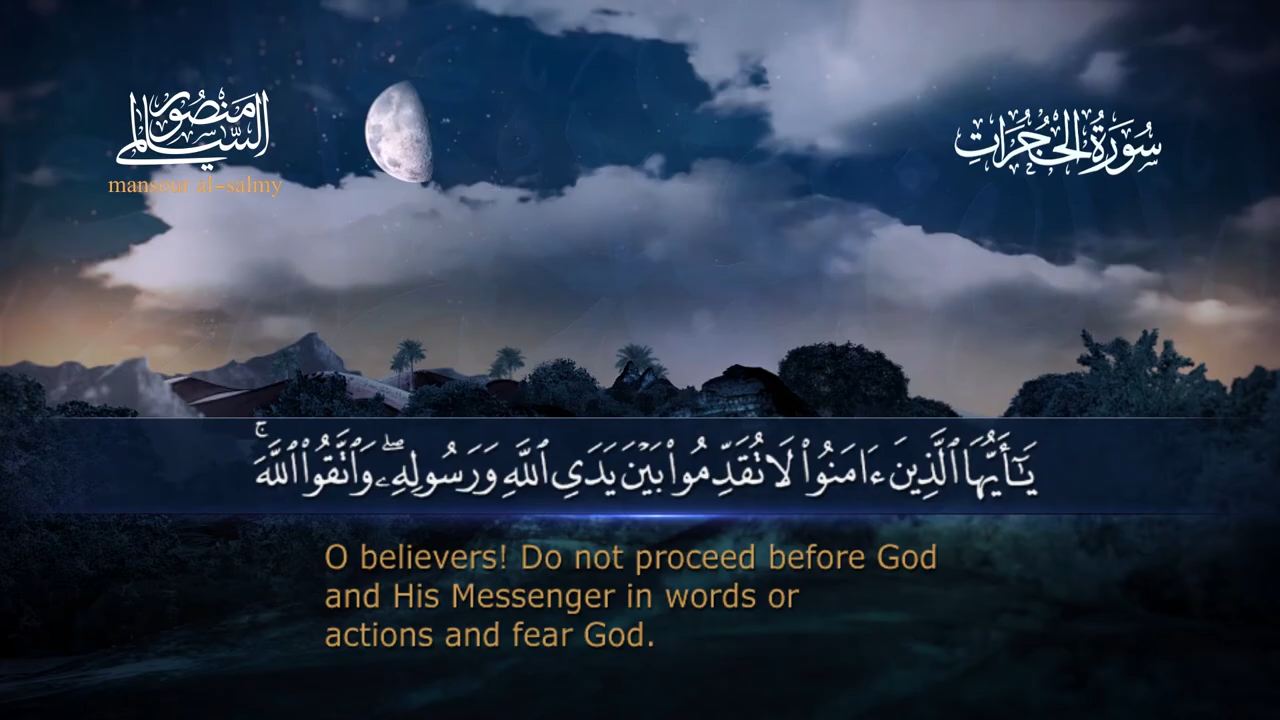 منصور السالمي
mansour al-salmy
سُورَةُ الحُجُرَاتِ
يَـٰٓأَيُّهَا ٱلَّذِينَ ءَامَنُوا۟ لَا تُقَدِّمُوا۟ بَيْنَ يَدَىِ ٱللَّهِ وَرَسُولِهِۦ ۖ وَٱتَّقُوا۟ ٱللَّهَ ۚ
O believers! Do not proceed before God
and His Messenger in words or
actions and fear God.